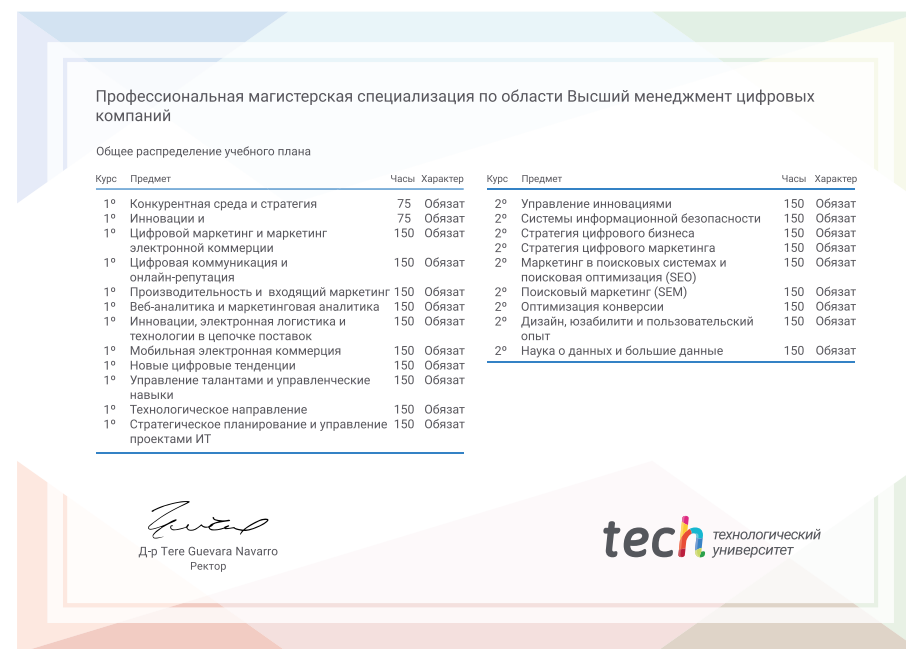 Профессиональная магистерская специализация по области Высший менеджмент цифровых
компаний
Общее распределение учебного плана
Курс Предмет Часы Характер
1º Конкурентная среда и стратегия 75 Обязат
1º Инновации и 75 Обязат
1º Цифровой маркетинг и маркетинг 150 Обязат
электронной коммерции
1º Цифровая коммуникация и 150 Обязат
онлайн-репутация
1º Производительность и входящий маркетинг 150 Обязат
1º Веб-аналитика и маркетинговая аналитика 150 Обязат
1º Инновации, электронная логистика и 150 Обязат
технологии в цепочке поставок
1º Мобильная электронная коммерция 150 Обязат
1º Новые цифровые тенденции 150 Обязат
1º Управление талантами и управленческие 150 Обязат
навыки
1º Технологическое направление 150 Обязат
1º Стратегическое планирование и управление 150 Обязат
проектами ИТ
Курс Предмет Часы Характер
2º Управление инновациями 150 Обязат
2º Системы информационной безопасности 150 Обязат
2º Стратегия цифрового бизнеса 150 Обязат
2º Стратегия цифрового маркетинга 150 Обязат
2º Маркетинг в поисковых системах и 150 Обязат
поисковая оптимизация (SEO)
2º Поисковый маркетинг (SEM) 150 Обязат
2º Оптимизация конверсии 150 Обязат
2º Дизайн, юзабилити и пользовательский 150 Обязат
опыт
2º Наука о данных и большие данные 150 Обязат
Д-р Tere Guevara Navarro
Ректор
tech технологический
университет